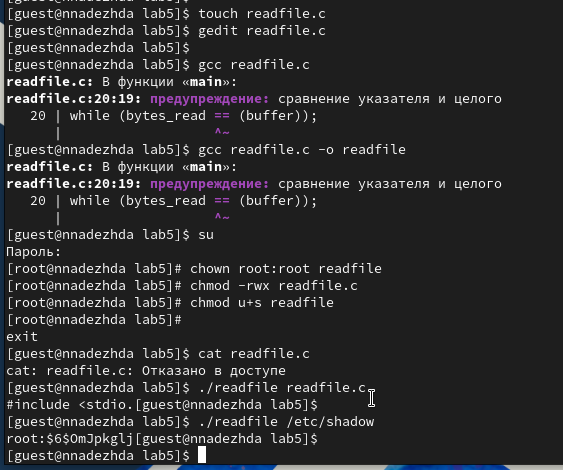 [guest@nnadezhda lab5]$ touch readfile.c
[guest@nnadezhda lab5]$ gedit readfile.c
[guest@nnadezhda lab5]$
[guest@nnadezhda lab5]$ gcc readfile.c
readfile.c: В функции «main»:
readfile.c:20:19: предупреждение: сравнение указателя и целого
   20 | while (bytes_read == (buffer));
      |                   ^~
[guest@nnadezhda lab5]$ gcc readfile.c -o readfile
readfile.c: В функции «main»:
readfile.c:20:19: предупреждение: сравнение указателя и целого
   20 | while (bytes_read == (buffer));
      |                   ^~
[guest@nnadezhda lab5]$ su
Пароль:
[root@nnadezhda lab5]# chown root:root readfile
[root@nnadezhda lab5]# chmod -rwx readfile.c
[root@nnadezhda lab5]# chmod u+s readfile
[root@nnadezhda lab5]#
exit
[guest@nnadezhda lab5]$ cat readfile.c
cat: readfile.c: Отказано в доступе
[guest@nnadezhda lab5]$ ./readfile readfile.c
#include <stdio.[guest@nnadezhda lab5]$
[guest@nnadezhda lab5]$ ./readfile /etc/shadow
root:$6$OmJpkglj[guest@nnadezhda lab5]$
[guest@nnadezhda lab5]$